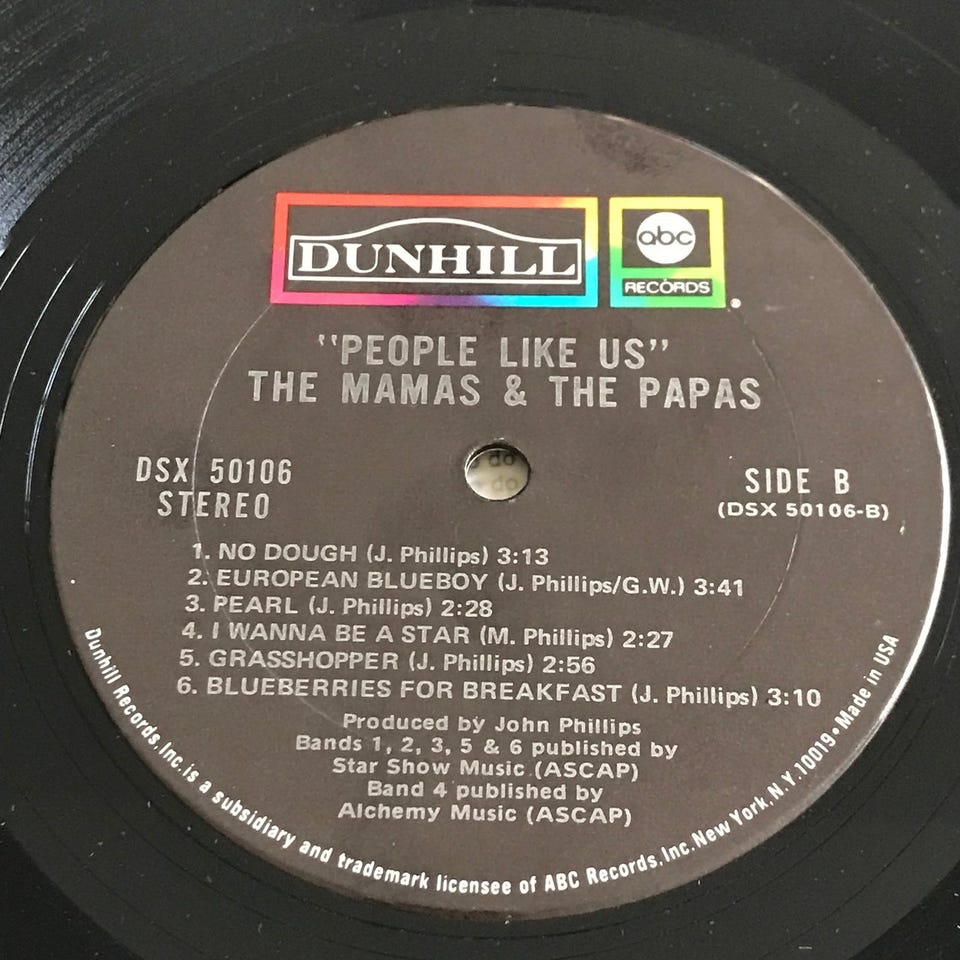 DUNHILL
abc
RECORDS
®
"PEOPLE LIKE US"
THE MAMAS & THE PAPAS
DSX 50106
STEREO
SIDE B
(DSX 50106-B)
1. NO DOUGH (J. Phillips) 3:13
2. EUROPEAN BLUEBOY (J. Phillips/G.W.) 3:41
3. PEARL (J. Phillips) 2:28
4. I WANNA BE A STAR (M. Phillips) 2:27
5. GRASSHOPPER (J. Phillips) 2:56
6. BLUEBERRIES FOR BREAKFAST (J. Phillips) 3:10
Produced by John Phillips
Bands 1, 2, 3, 5 & 6 published by
Star Show Music (ASCAP)
Band 4 published by
Alchemy Music (ASCAP)
Dunhill Records, Inc. is a subsidiary and trademark licensee of ABC Records, Inc. New York, N.Y. 10019 • Made in USA